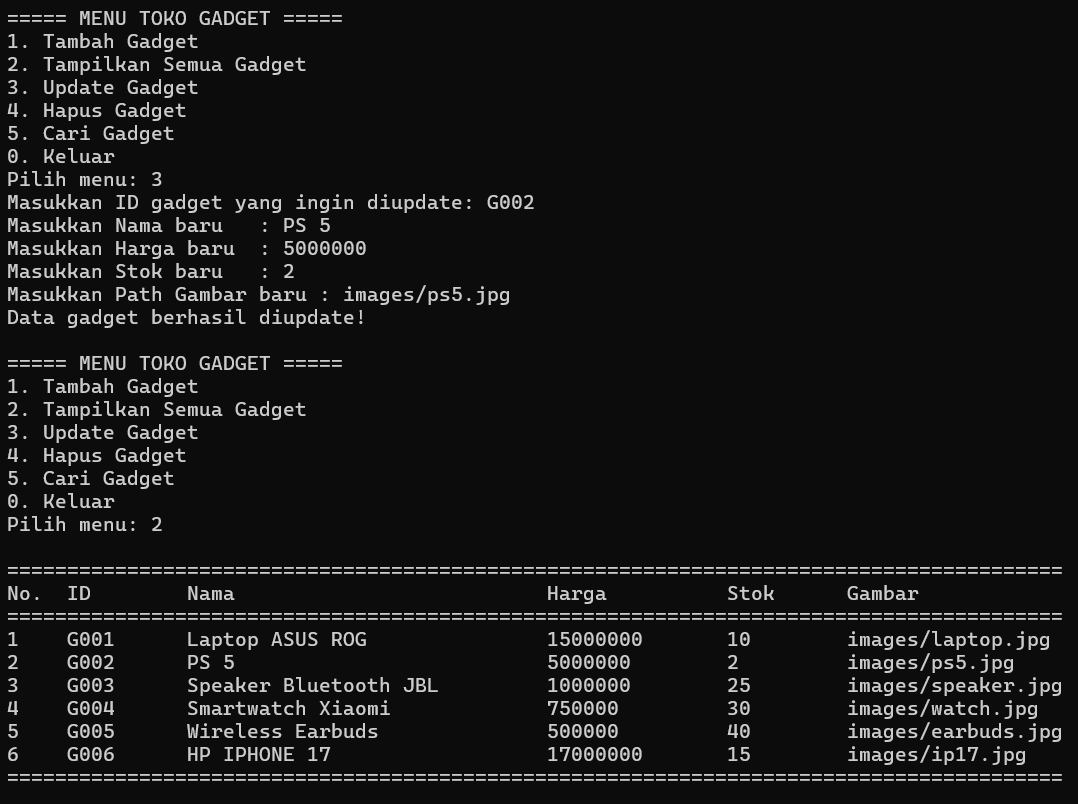 ===== MENU TOKO GADGET =====
1. Tambah Gadget
2. Tampilkan Semua Gadget
3. Update Gadget
4. Hapus Gadget
5. Cari Gadget
0. Keluar
Pilih menu: 3
Masukkan ID gadget yang ingin diupdate: G002
Masukkan Nama baru   : PS 5
Masukkan Harga baru  : 5000000
Masukkan Stok baru   : 2
Masukkan Path Gambar baru : images/ps5.jpg
Data gadget berhasil diupdate!

===== MENU TOKO GADGET =====
1. Tambah Gadget
2. Tampilkan Semua Gadget
3. Update Gadget
4. Hapus Gadget
5. Cari Gadget
0. Keluar
Pilih menu: 2

========================================================================================
No.  ID        Nama                          Harga          Stok      Gambar
========================================================================================
1    G001      Laptop ASUS ROG               15000000       10        images/laptop.jpg
2    G002      PS 5                          5000000        2         images/ps5.jpg
3    G003      Speaker Bluetooth JBL         1000000        25        images/speaker.jpg
4    G004      Smartwatch Xiaomi             750000         30        images/watch.jpg
5    G005      Wireless Earbuds              500000         40        images/earbuds.jpg
6    G006      HP IPHONE 17                  17000000       15        images/ip17.jpg
========================================================================================